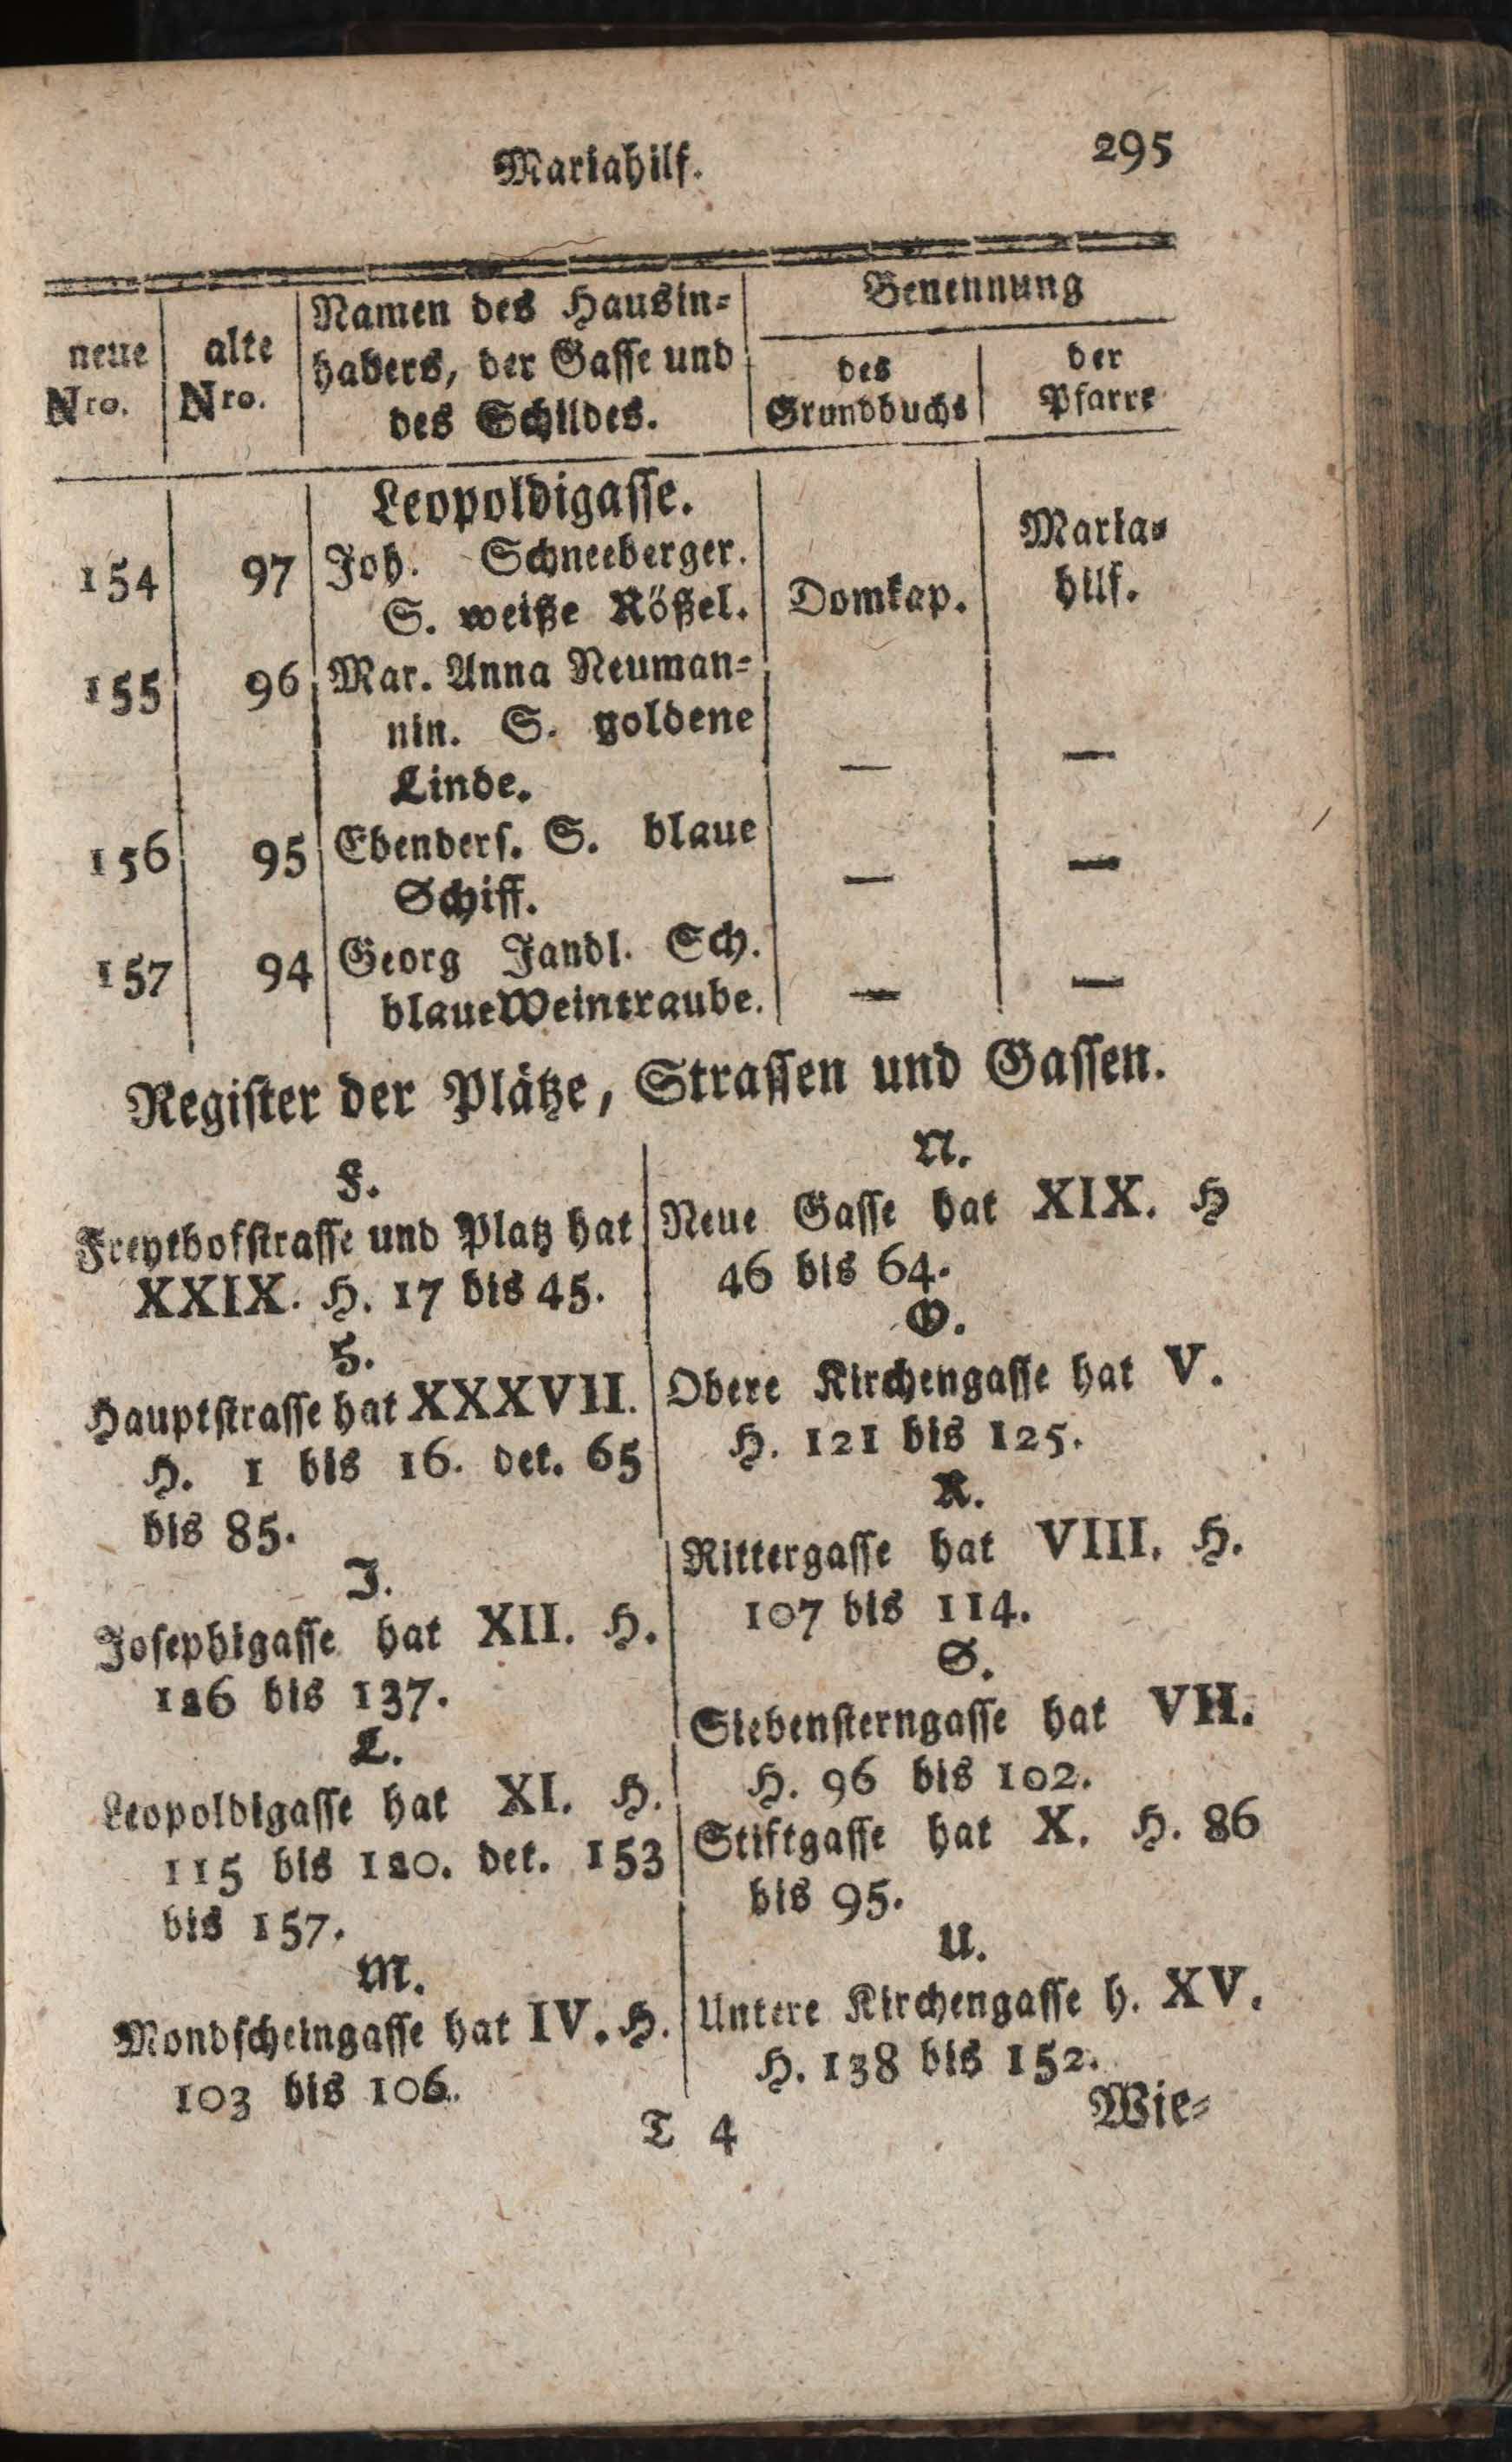 Mariahilf.
295
neue Nro.
alte Nro.
Namen des Hausin=
habers, der Gasse und
des Schildes.
Benennung
des Grundbuchs
der Pfarre
Leopoldigasse.
154 97 Joh. Schneeberger.
S. weiße Rößel. Domkap. Maria=
hilf.
155 96 Mar. Anna Neuman=
nin. S. goldene
Linde. — —
156 95 Ebenders. S. blaue
Schiff. — —
157 94 Georg Jandl. Sch.
blaue Weintraube. — —
Register der Plätze, Strassen und Gassen.
F.
Freythofstrasse und Platz hat
XXIX. H. 17 bis 45.
H.
Hauptstrasse hat XXXVII.
H. 1 bis 16. det. 65
bis 85.
J.
Josephigasse hat XII. H.
126 bis 137.
L.
Leopoldigasse hat XI. H.
115 bis 120. det. 153
bis 157.
M.
Mondscheingasse hat IV. H.
103 bis 106.
N.
Neue Gasse hat XIX. H
46 bis 64.
O.
Obere Kirchengasse hat V.
H. 121 bis 125.
R.
Rittergasse hat VIII. H.
107 bis 114.
S.
Siebensterngasse hat VII.
H. 96 bis 102.
Stiftgasse hat X. H. 86
bis 95.
U.
Untere Kirchengasse h. XV.
H. 138 bis 152.
T 4
Wie=